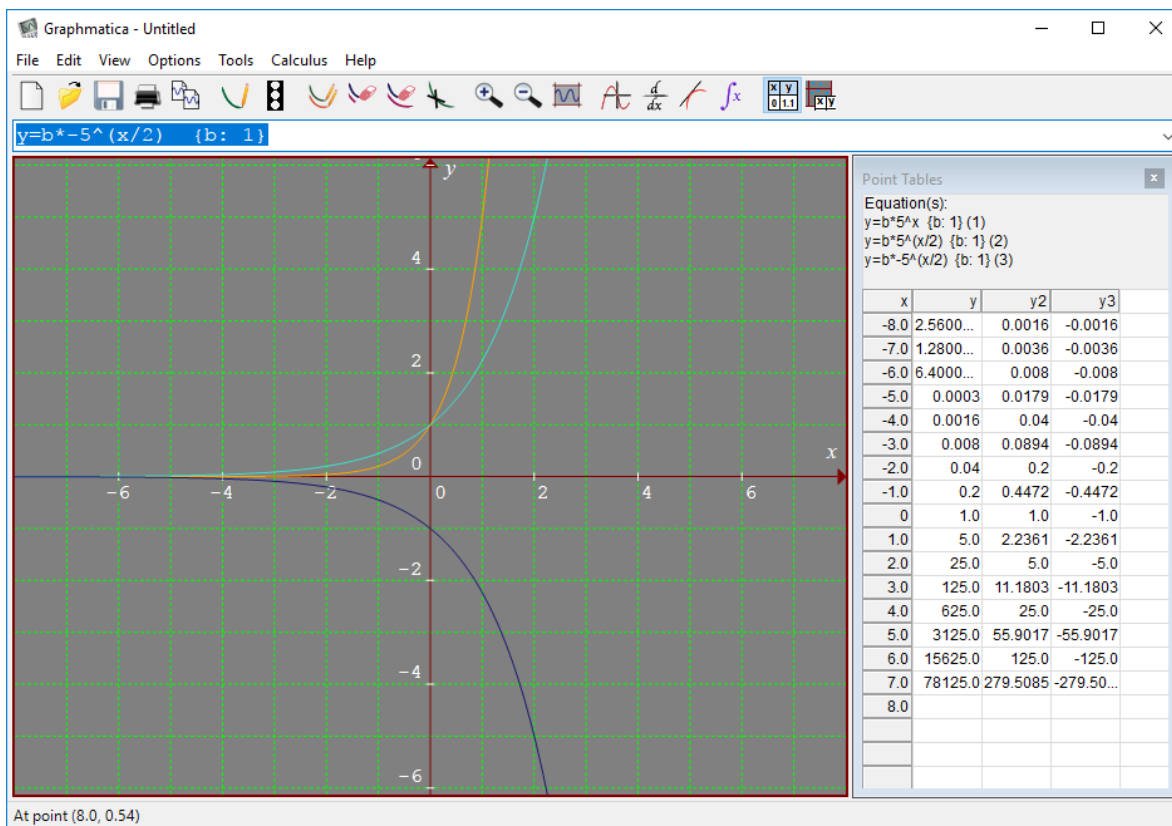 Graphmatica - Untitled
File Edit View Options Tools Calculus Help
d
dx
∫x
x y
0 1.1
x y
y=b*-5^(x/2) {b: 1}
y
4
2
0
x
-6 -4 -2 0 2 4 6
-2
-4
-6
Point Tables
x
Equation(s):
y=b*5^x {b: 1} (1)
y=b*5^(x/2) {b: 1} (2)
y=b*-5^(x/2) {b: 1} (3)
x y y2 y3
-8.0 2.5600... 0.0016 -0.0016
-7.0 1.2800... 0.0036 -0.0036
-6.0 6.4000... 0.008 -0.008
-5.0 0.0003 0.0179 -0.0179
-4.0 0.0016 0.04 -0.04
-3.0 0.008 0.0894 -0.0894
-2.0 0.04 0.2 -0.2
-1.0 0.2 0.4472 -0.4472
0 1.0 1.0 -1.0
1.0 5.0 2.2361 -2.2361
2.0 25.0 5.0 -5.0
3.0 125.0 11.1803 -11.1803
4.0 625.0 25.0 -25.0
5.0 3125.0 55.9017 -55.9017
6.0 15625.0 125.0 -125.0
7.0 78125.0 279.5085 -279.50...
8.0
At point (8.0, 0.54)